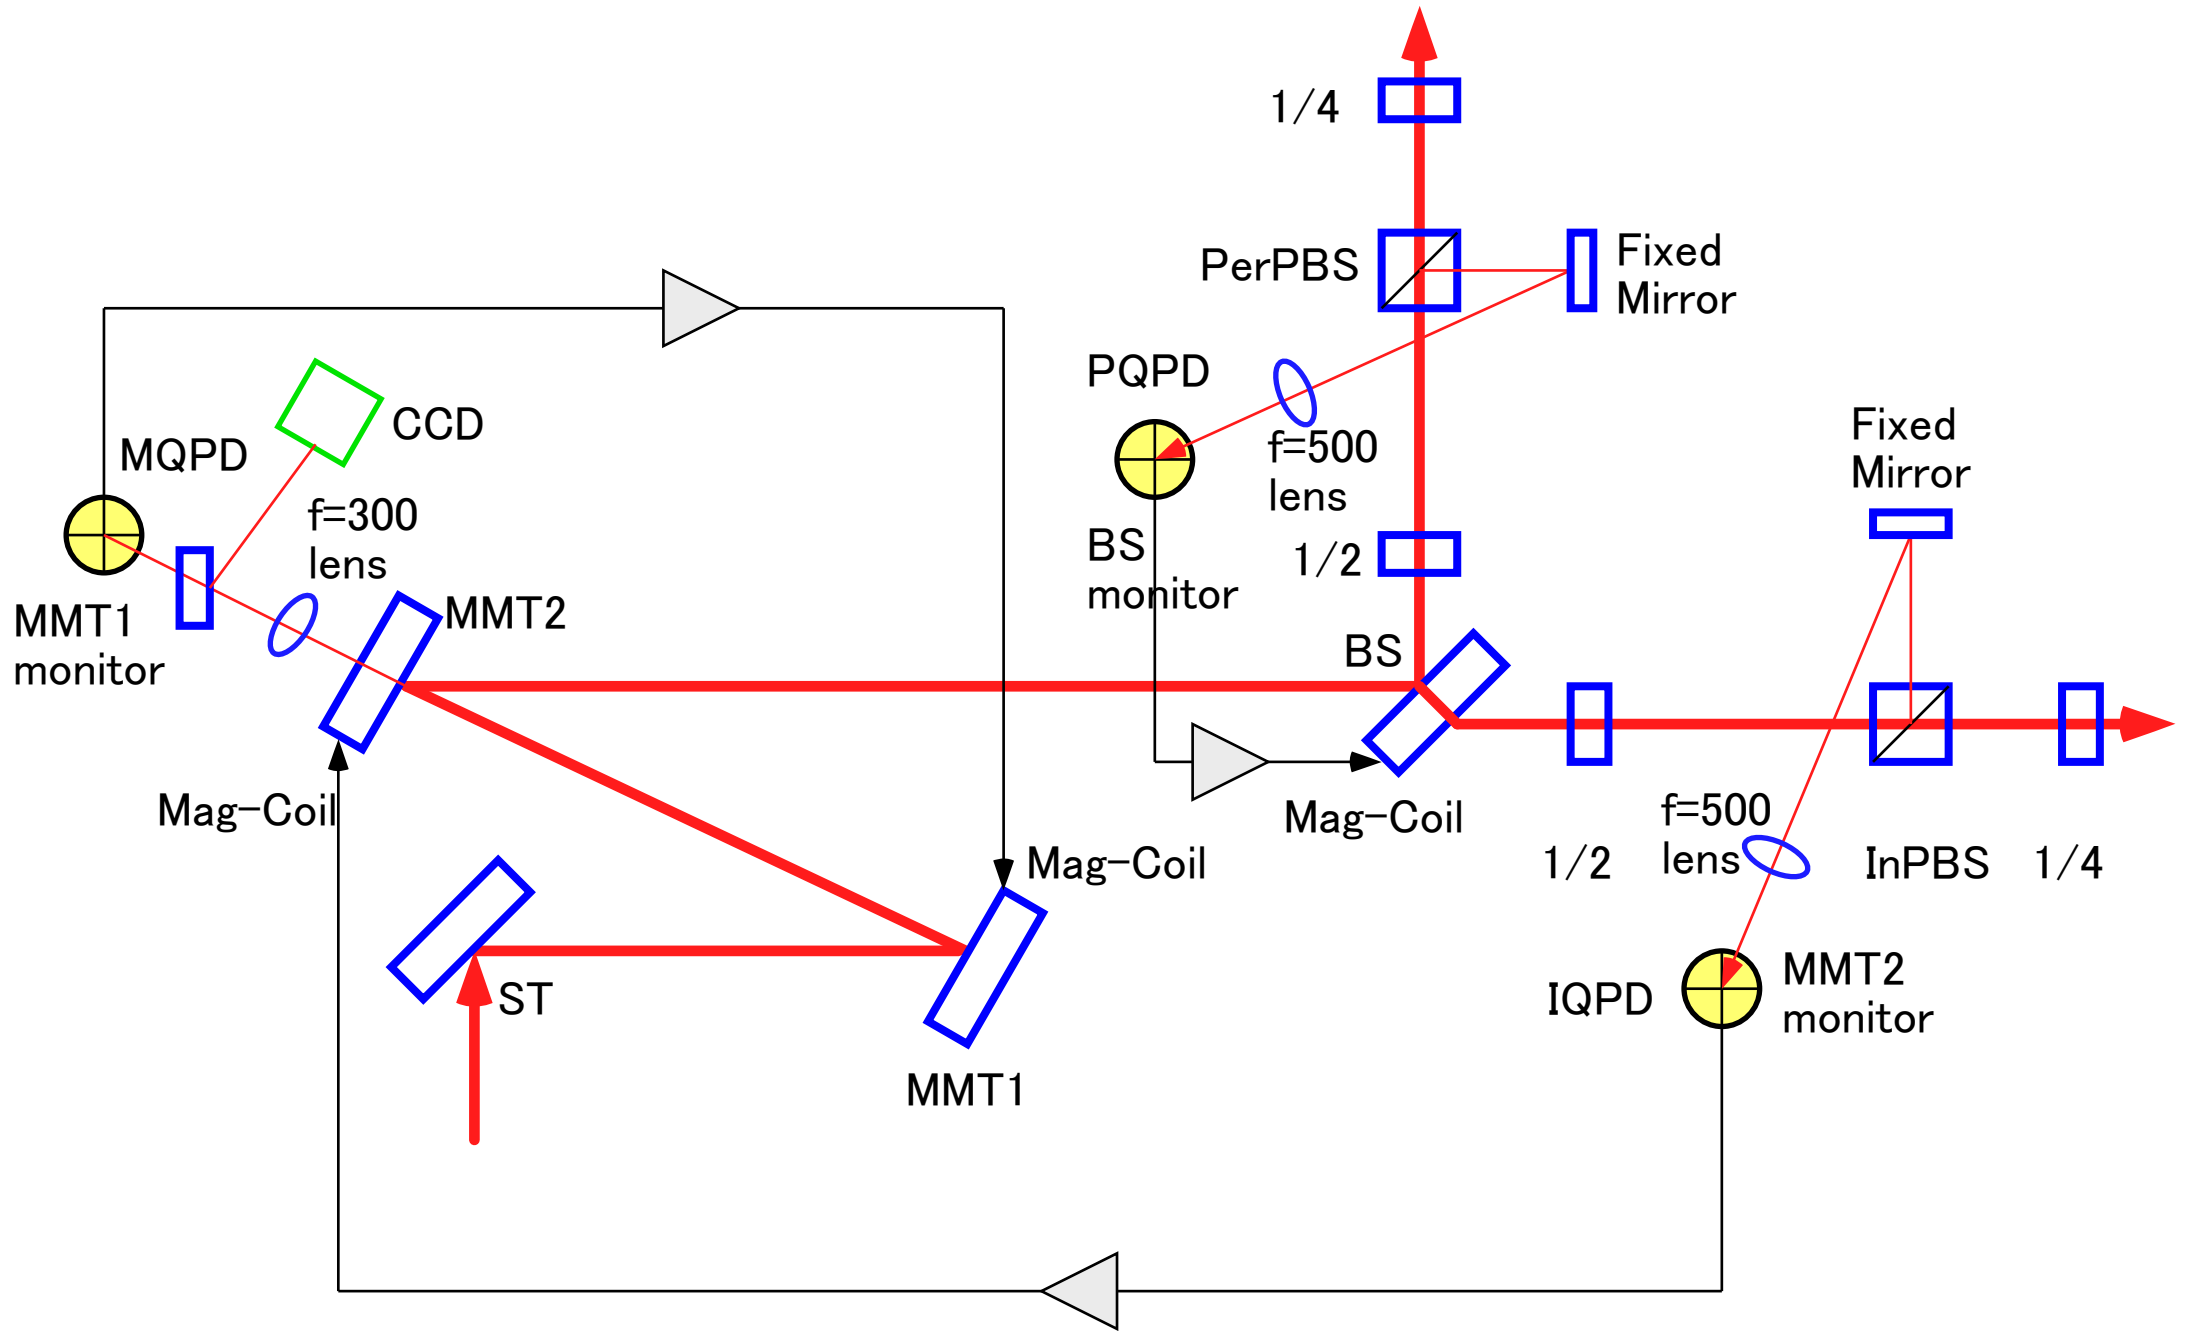 1/4
PerPBS
Fixed
Mirror
PQPD
CCD
MQPD
f=500
lens
Fixed
Mirror
f=300
lens
BS
monitor
1/2
MMT1
monitor
MMT2
BS
Mag-Coil
Mag-Coil
f=500
lens
Mag-Coil
1/2
InPBS
1/4
ST
IQPD
MMT2
monitor
MMT1